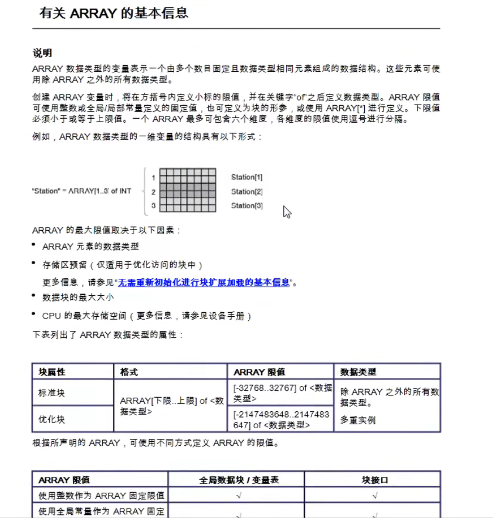 有关 ARRAY 的基本信息
说明
ARRAY 数据类型的变量表示一个由多个数目固定且数据类型相同元素组成的数据结构。这些元素可使
用除 ARRAY 之外的所有数据类型。
创建 ARRAY 变量时，将在方括号内定义小标的限值，并在关键字“of”之后定义数据类型。ARRAY 限值
可使用整数或全局/局部常量定义的固定值，也可定义为块的形参，或使用 ARRAY[*] 进行定义。下限值
必须小于或等于上限值。一个 ARRAY 最多可包含六个维度，各维度的限值使用逗号进行分隔。
例如，ARRAY 数据类型的一维变量的结构具有以下形式：
"Station" = ARRAY[1..3] of INT
1 Station[1]
2 Station[2]
3 Station[3]
ARRAY 的最大限值取决于以下因素：
• ARRAY 元素的数据类型
• 存储区预留（仅适用于优化访问的块中）
更多信息，请参见“无需重新初始化进行块扩展加载的基本信息”。
• 数据块的最大大小
• CPU 的最大存储空间（更多信息，请参见设备手册）
下表列出了 ARRAY 数据类型的属性：
块属性 格式 ARRAY 限值 数据类型
标准块 ARRAY[下限..上限] of <数据类型> [-32768..32767] of <数据类型> 除 ARRAY 之外的所有数据类型。
优化块 [-2147483648..2147483647] of <数据类型> 多重实例
根据所声明的 ARRAY，可使用不同方式定义 ARRAY 的限值。
ARRAY 限值 全局数据块 / 变量表 块接口
使用整数作为 ARRAY 固定限值 √ √
使用全局常量作为 ARRAY 固定 √ √